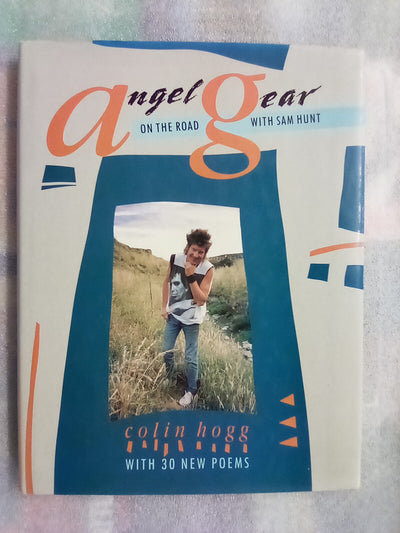 angel gear
ON THE ROAD WITH SAM HUNT
colin hogg
WITH 30 NEW POEMS